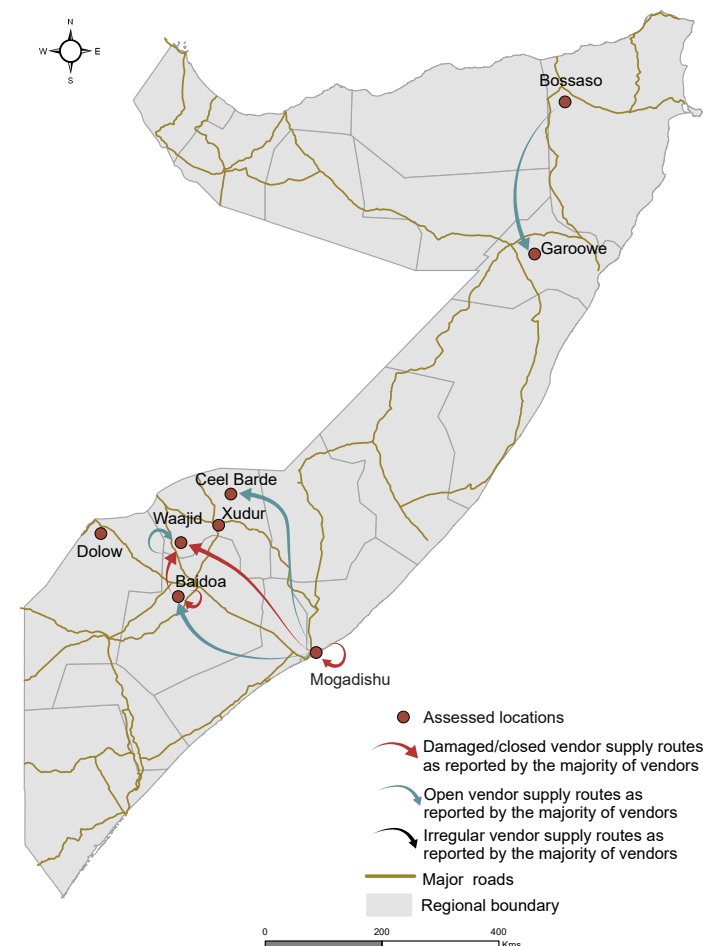 N
W
E
S
Bossaso
Garoowe
Ceel Barde
Waajid
Xudur
Dolow
Baidoa
Mogadishu
Assessed locations
Damaged/closed vendor supply routes
as reported by the majority of vendors
Open vendor supply routes as
reported by the majority of vendors
Irregular vendor supply routes as
reported by the majority of vendors
Major roads
Regional boundary
0 200 400
Kms